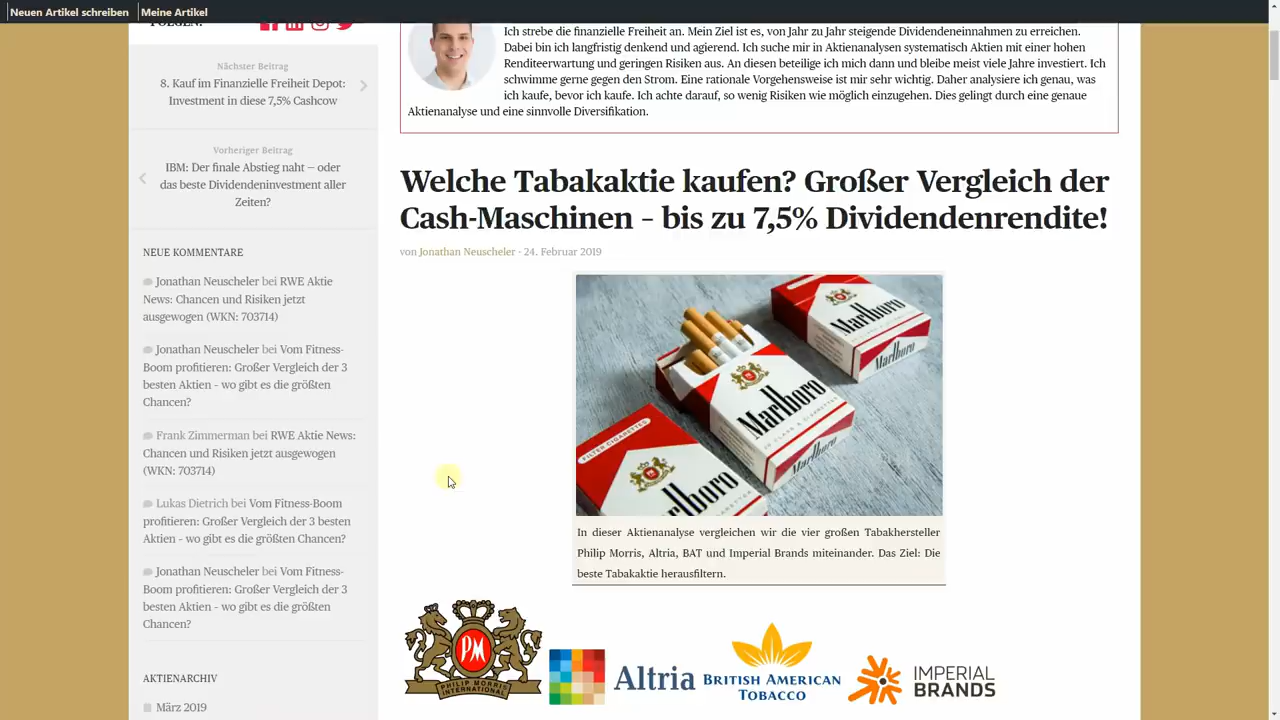 Neuen Artikel schreiben
Meine Artikel
FOLGEN:
Nächster Beitrag
8. Kauf im Finanzielle Freiheit Depot:
Investment in diese 7,5% Cashcow
Vorheriger Beitrag
IBM: Der finale Abstieg naht – oder
das beste Dividendeninvestment aller
Zeiten?
NEUE KOMMENTARE
Jonathan Neuscheler bei RWE Aktie
News: Chancen und Risiken jetzt
ausgewogen (WKN: 703714)
Jonathan Neuscheler bei Vom Fitness-
Boom profitieren: Großer Vergleich der 3
besten Aktien – wo gibt es die größten
Chancen?
Frank Zimmerman bei RWE Aktie News:
Chancen und Risiken jetzt ausgewogen
(WKN: 703714)
Lukas Dietrich bei Vom Fitness-Boom
profitieren: Großer Vergleich der 3 besten
Aktien – wo gibt es die größten Chancen?
Jonathan Neuscheler bei Vom Fitness-
Boom profitieren: Großer Vergleich der 3
besten Aktien – wo gibt es die größten
Chancen?
AKTIENARCHIV
März 2019
Ich strebe die finanzielle Freiheit an. Mein Ziel ist es, von Jahr zu Jahr steigende Dividendeneinnahmen zu erreichen.
Dabei bin ich langfristig denkend und agierend. Ich suche mir in Aktienanalysen systematisch Aktien mit einer hohen
Renditeerwartung und geringen Risiken aus. An diesen beteilige ich mich dann und bleibe meist viele Jahre investiert. Ich
schwimme gerne gegen den Strom. Eine rationale Vorgehensweise ist mir sehr wichtig. Daher analysiere ich genau, was
ich kaufe, bevor ich kaufe. Ich achte darauf, so wenig Risiken wie möglich einzugehen. Dies gelingt durch eine genaue
Aktienanalyse und eine sinnvolle Diversifikation.
Welche Tabakaktie kaufen? Großer Vergleich der
Cash-Maschinen – bis zu 7,5% Dividendenrendite!
von Jonathan Neuscheler · 24. Februar 2019
Marlboro
Marlboro
Marlboro
Marlboro
FILTER CIGARETTES
Marlboro
In dieser Aktienanalyse vergleichen wir die vier großen Tabakhersteller
Philip Morris, Altria, BAT und Imperial Brands miteinander. Das Ziel: Die
beste Tabakaktie herausfiltern.
PM
PHILIP MORRIS
INTERNATIONAL
Altria
BRITISH AMERICAN
TOBACCO
IMPERIAL
BRANDS